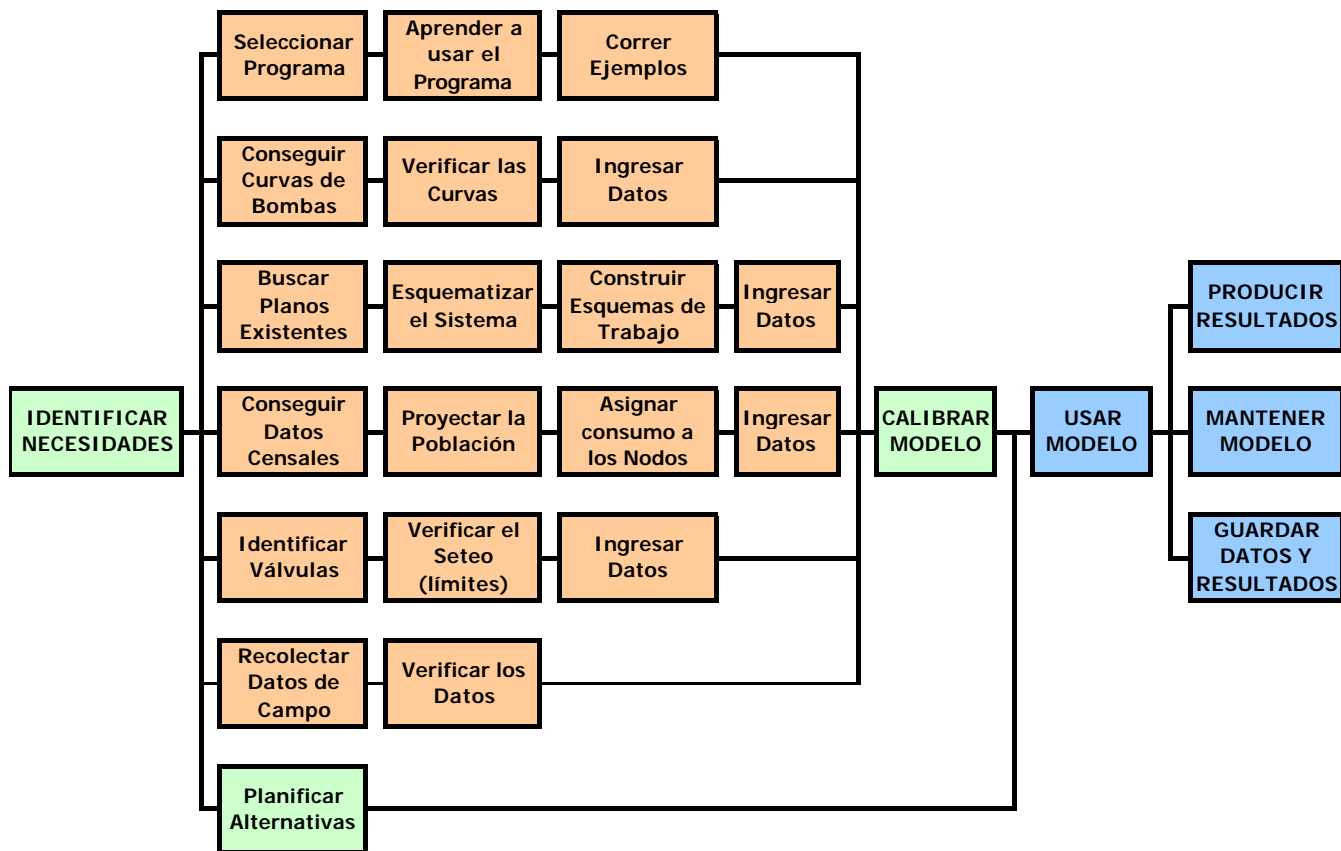 Seleccionar
Programa
Aprender a
usar el
Programa
Correr
Ejemplos
Conseguir
Curvas de
Bombas
Verificar las
Curvas
Ingresar
Datos
Buscar
Planos
Existentes
Esquematizar
el Sistema
Construir
Esquemas de
Trabajo
Ingresar
Datos
IDENTIFICAR
NECESIDADES
Conseguir
Datos
Censales
Proyectar la
Población
Asignar
consumo a
los Nodos
Ingresar
Datos
Identificar
Válvulas
Verificar el
Seteo
(límites)
Ingresar
Datos
Recolectar
Datos de
Campo
Verificar los
Datos
Planificar
Alternativas
CALIBRAR
MODELO
USAR
MODELO
PRODUCIR
RESULTADOS
MANTENER
MODELO
GUARDAR
DATOS Y
RESULTADOS